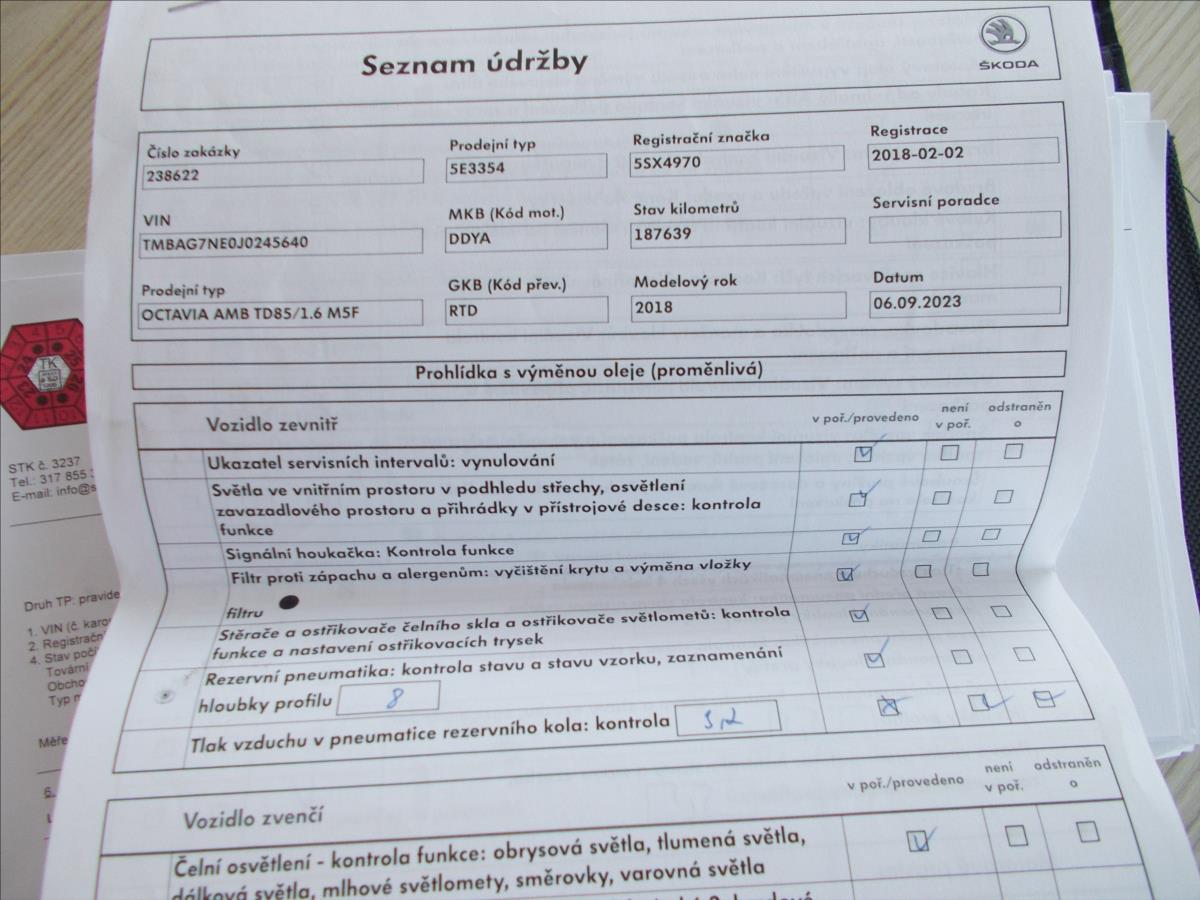 Seznam údržby
ŠKODA
Číslo zakázky
238622
Prodejní typ
5E3354
Registrační značka
5SX4970
Registrace
2018-02-02
VIN
TMBAG7NE0J0245640
MKB (Kód mot.)
DDYA
Stav kilometrů
187639
Servisní poradce
Prodejní typ
OCTAVIA AMB TD85/1.6 M5F
GKB (Kód přev.)
RTD
Modelový rok
2018
Datum
06.09.2023
Prohlídka s výměnou oleje (proměnlivá)
Vozidlo zevnitř
v poř./provedeno
není
v poř.
odstraněn
o
Ukazatel servisních intervalů: vynulování
Světla ve vnitřním prostoru v podhledu střechy, osvětlení
zavazadlového prostoru a přihrádky v přístrojové desce: kontrola
funkce
Signální houkačka: Kontrola funkce
Filtr proti zápachu a alergenům: vyčištění krytu a výměna vložky
filtru
Stěrače a ostřikovače čelního skla a ostřikovače světlometů: kontrola
funkce a nastavení ostřikovacích trysek
Rezervní pneumatika: kontrola stavu a stavu vzorku, zaznamenání
hloubky profilu 8
Tlak vzduchu v pneumatice rezervního kola: kontrola
Vozidlo zvenčí
v poř./provedeno
není
v poř.
odstraněn
o
Čelní osvětlení - kontrola funkce: obrysová světla, tlumená světla,
dálková světla, mlhové světlomety, směrovky, varovná světla
TK
STK č. 3237
Tel.: 317 855
E-mail: info@s
Druh TP: pravide
1. VIN (č. karo
2. Registrační
4. Stav poč
Tovární
Obcho
Typ
Měře
6.